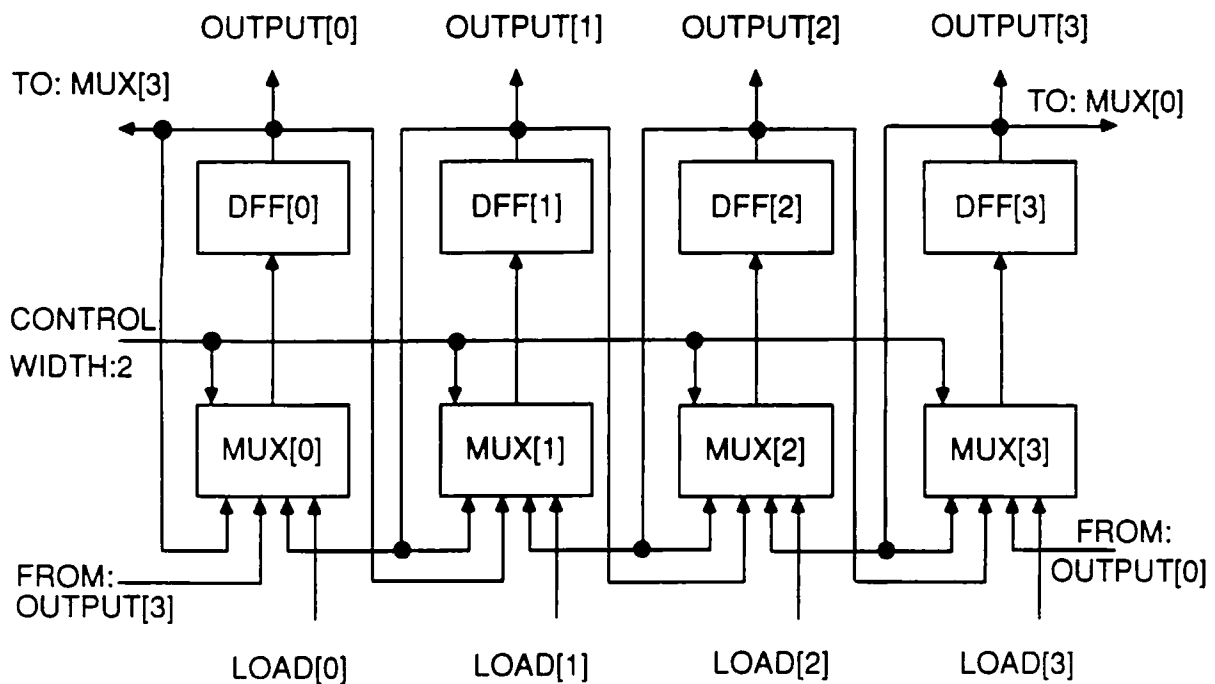 OUTPUT[0] OUTPUT[1] OUTPUT[2] OUTPUT[3]
TO: MUX[3]
TO: MUX[0]
DFF[0] DFF[1] DFF[2] DFF[3]
CONTROL
WIDTH:2
MUX[0] MUX[1] MUX[2] MUX[3]
FROM:
OUTPUT[3]
FROM:
OUTPUT[0]
LOAD[0] LOAD[1] LOAD[2] LOAD[3]